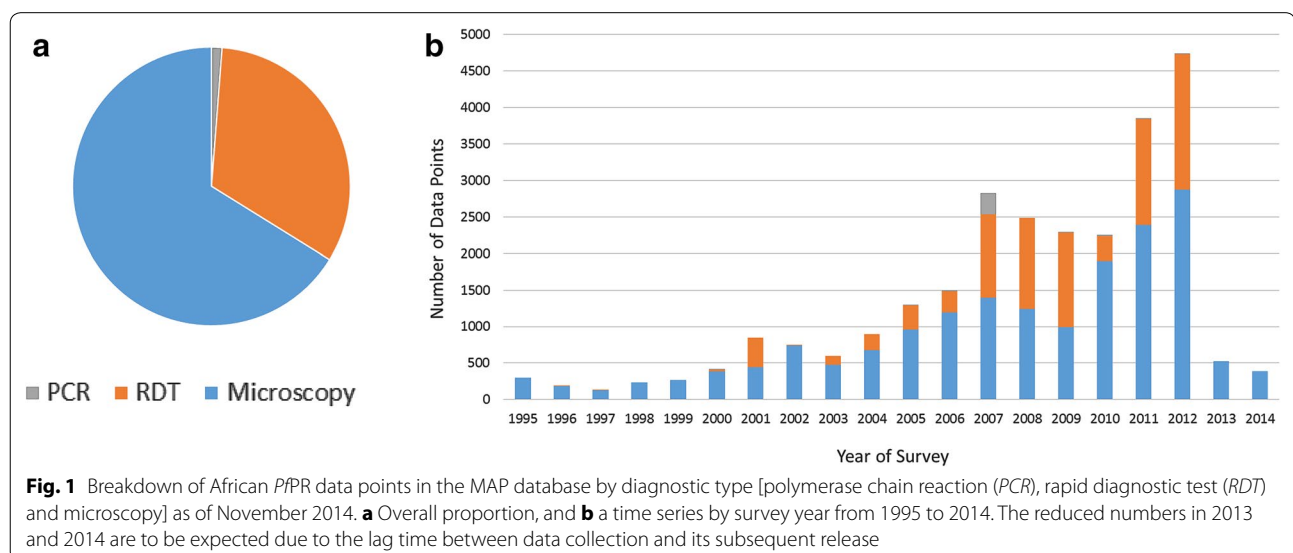 a
PCR RDT Microscopy
b
Number of Data Points
5000
4500
4000
3500
3000
2500
2000
1500
1000
500
0
1995 1996 1997 1998 1999 2000 2001 2002 2003 2004 2005 2006 2007 2008 2009 2010 2011 2012 2013 2014
Year of Survey
Fig. 1 Breakdown of African PfPR data points in the MAP database by diagnostic type [polymerase chain reaction (PCR), rapid diagnostic test (RDT)
and microscopy] as of November 2014. a Overall proportion, and b a time series by survey year from 1995 to 2014. The reduced numbers in 2013
and 2014 are to be expected due to the lag time between data collection and its subsequent release